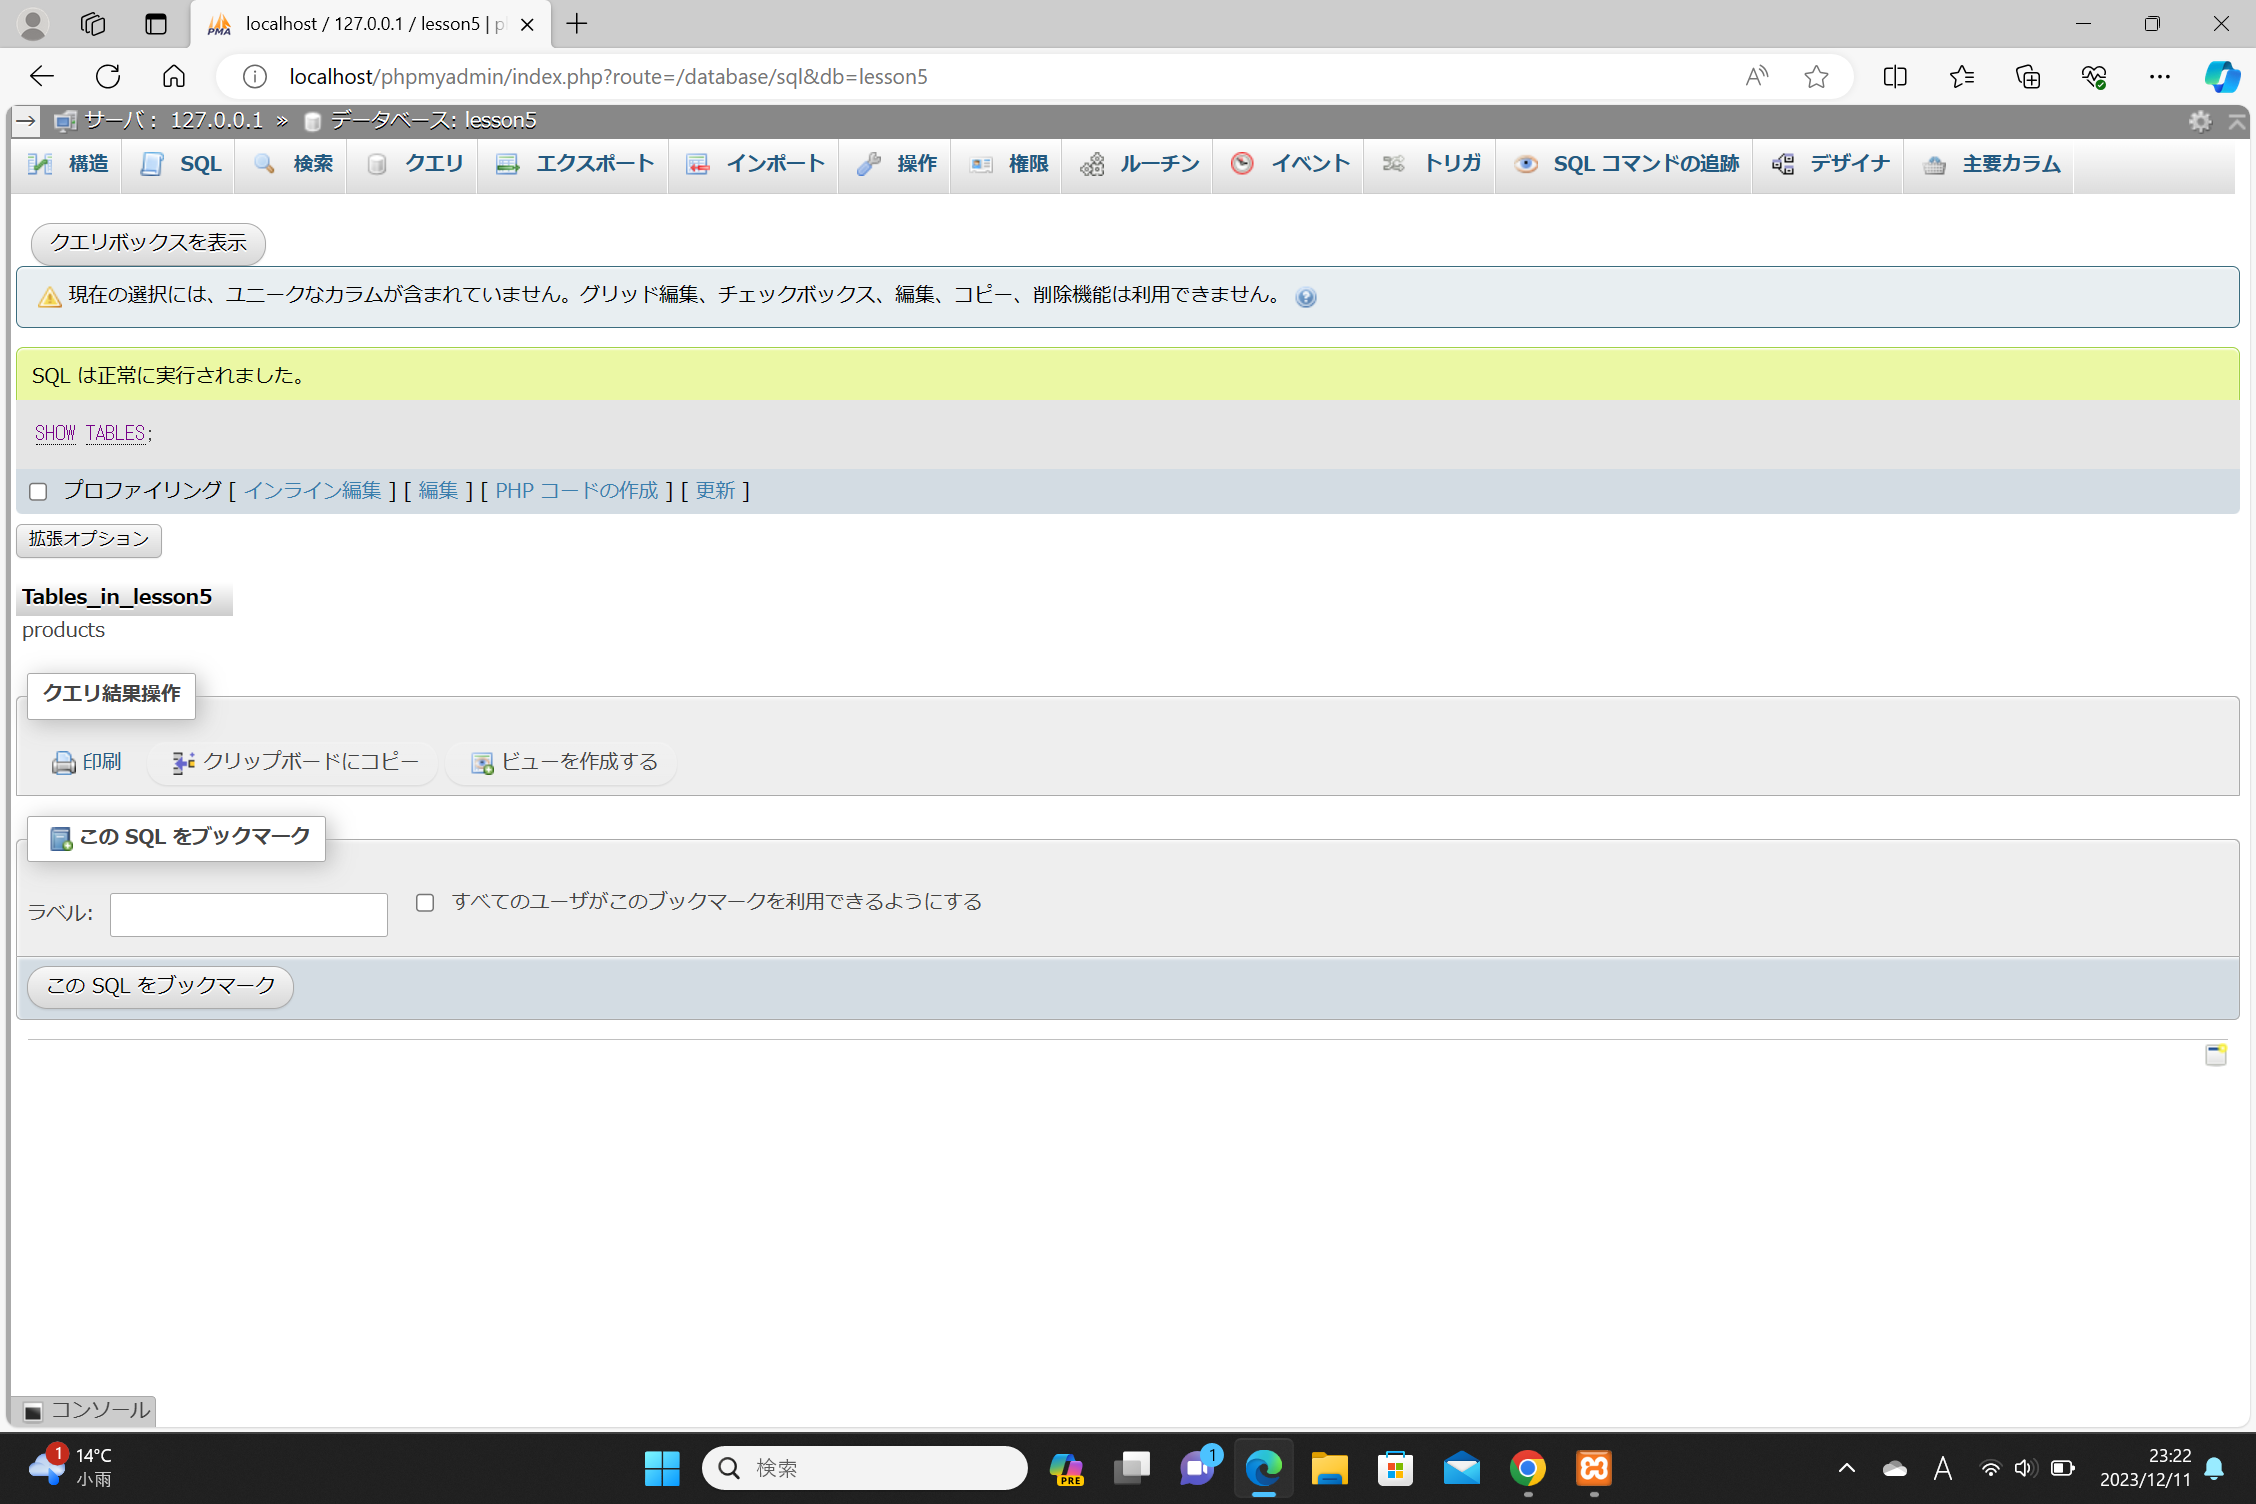 localhost / 127.0.0.1 / lesson5 | p
localhost/phpmyadmin/index.php?route=/database/sql&db=lesson5
サーバ: 127.0.0.1 » データベース: lesson5
構造 SQL 検索 クエリ エクスポート インポート 操作 権限 ルーチン イベント トリガ SQL コマンドの追跡 デザイナ 主要カラム
クエリボックスを表示
現在の選択には、ユニークなカラムが含まれていません。グリッド編集、チェックボックス、編集、コピー、削除機能は利用できません。
SQL は正常に実行されました。
SHOW TABLES;
プロファイリング [ インライン編集 ] [ 編集 ] [ PHP コードの作成 ] [ 更新 ]
拡張オプション
Tables_in_lesson5
products
クエリ結果操作
印刷 クリップボードにコピー ビューを作成する
この SQL をブックマーク
ラベル: すべてのユーザがこのブックマークを利用できるようにする
この SQL をブックマーク
コンソール
1 14°C
小雨
検索
PRE
1
A
23:22
2023/12/11